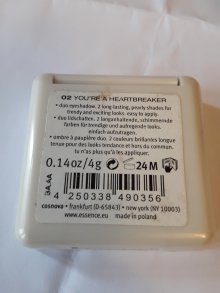 02 YOU'RE A HEARTBREAKER
• duo eyeshadow. 2 long-lasting, pearly shades for
trendy and exciting looks. easy to apply.
• duo lidschatten. 2 langanhaltende, schimmernde
farben für trendige und aufregende looks.
einfach aufzutragen.
• ombre à paupière duo. 2 couleurs brillantes longue
tenue pour des looks tendance et hors du commun.
tu n'as plus qu'à les appliquer.
0.14oz/4g
24M
BA.AA
4 250338 490356
cosnova • frankfurt (D-65843) • new york (NY 10003)
www.essence.eu made in poland